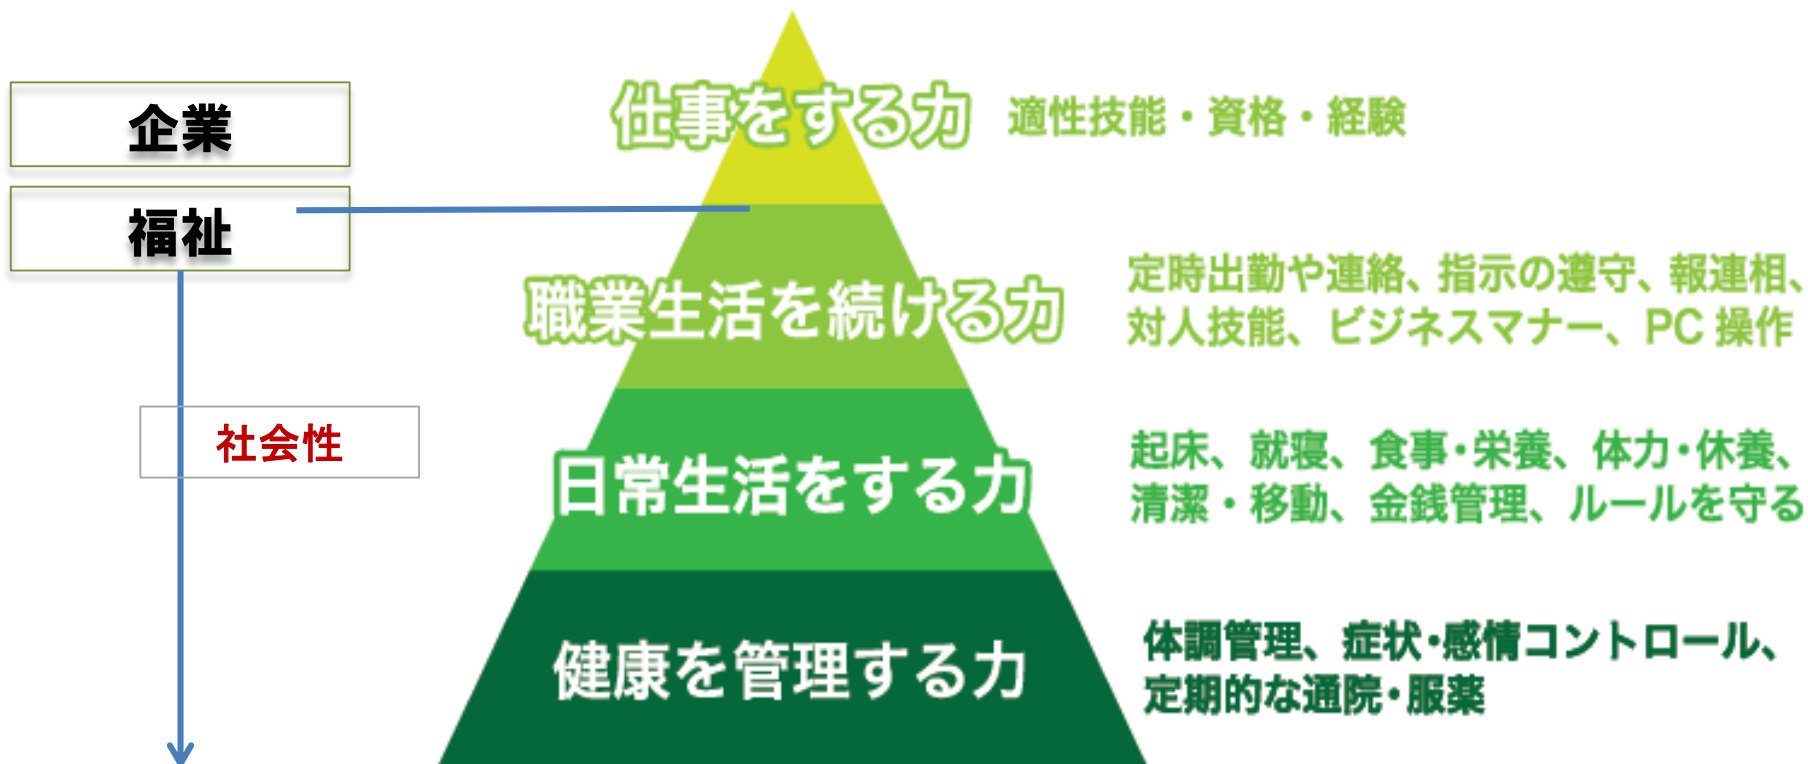 企業
仕事をする力
適性技能・資格・経験
福祉
職業生活を続ける力
定時出勤や連絡、指示の遵守、報連相、
対人技能、ビジネスマナー、PC 操作
社会性
日常生活をする力
起床、就寝、食事・栄養、体力・休養、
清潔・移動、金銭管理、ルールを守る
健康を管理する力
体調管理、症状・感情コントロール、
定期的な通院・服薬